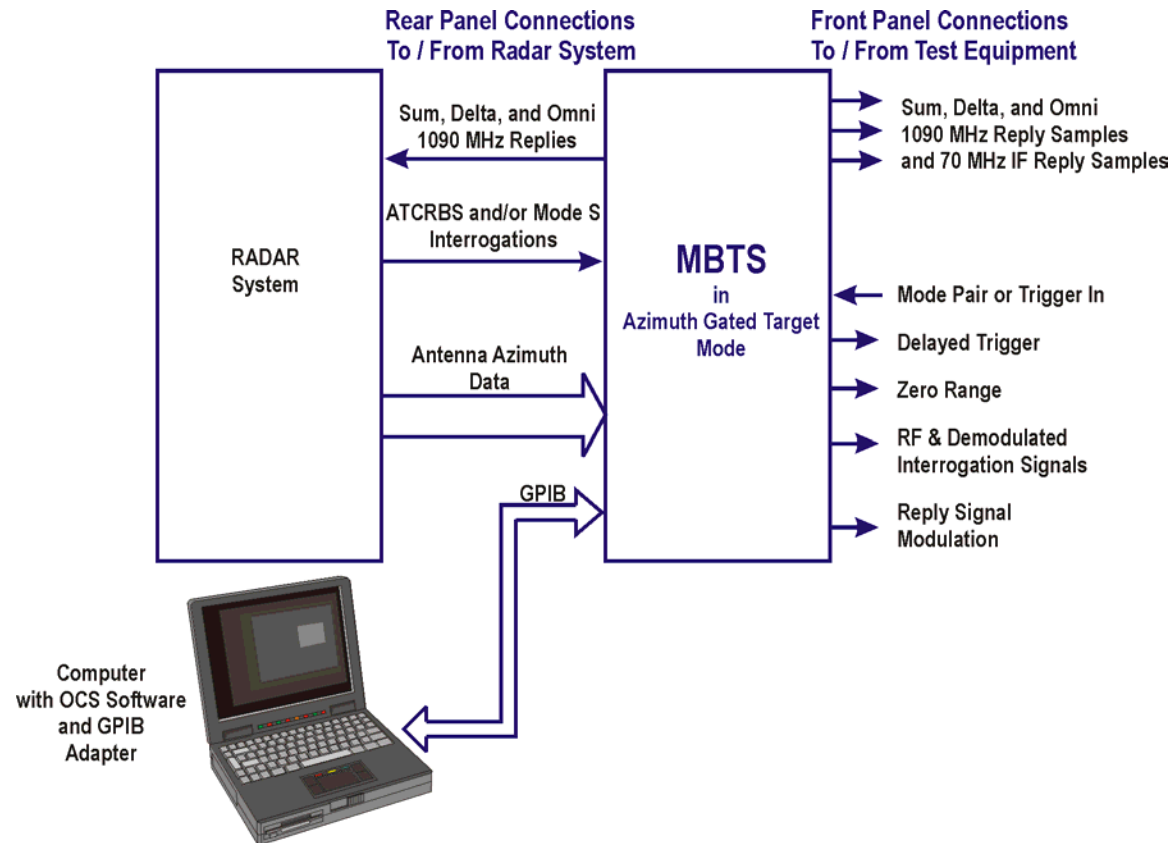 Rear Panel Connections
To / From Radar System
Front Panel Connections
To / From Test Equipment
Sum, Delta, and Omni
1090 MHz Replies
ATCRBS and/or Mode S
Interrogations
RADAR
System
Antenna Azimuth
Data
GPIB
MBTS
in
Azimuth Gated Target
Mode
Sum, Delta, and Omni
1090 MHz Reply Samples
and 70 MHz IF Reply Samples
Mode Pair or Trigger In
Delayed Trigger
Zero Range
RF & Demodulated
Interrogation Signals
Reply Signal
Modulation
Computer
with OCS Software
and GPIB
Adapter